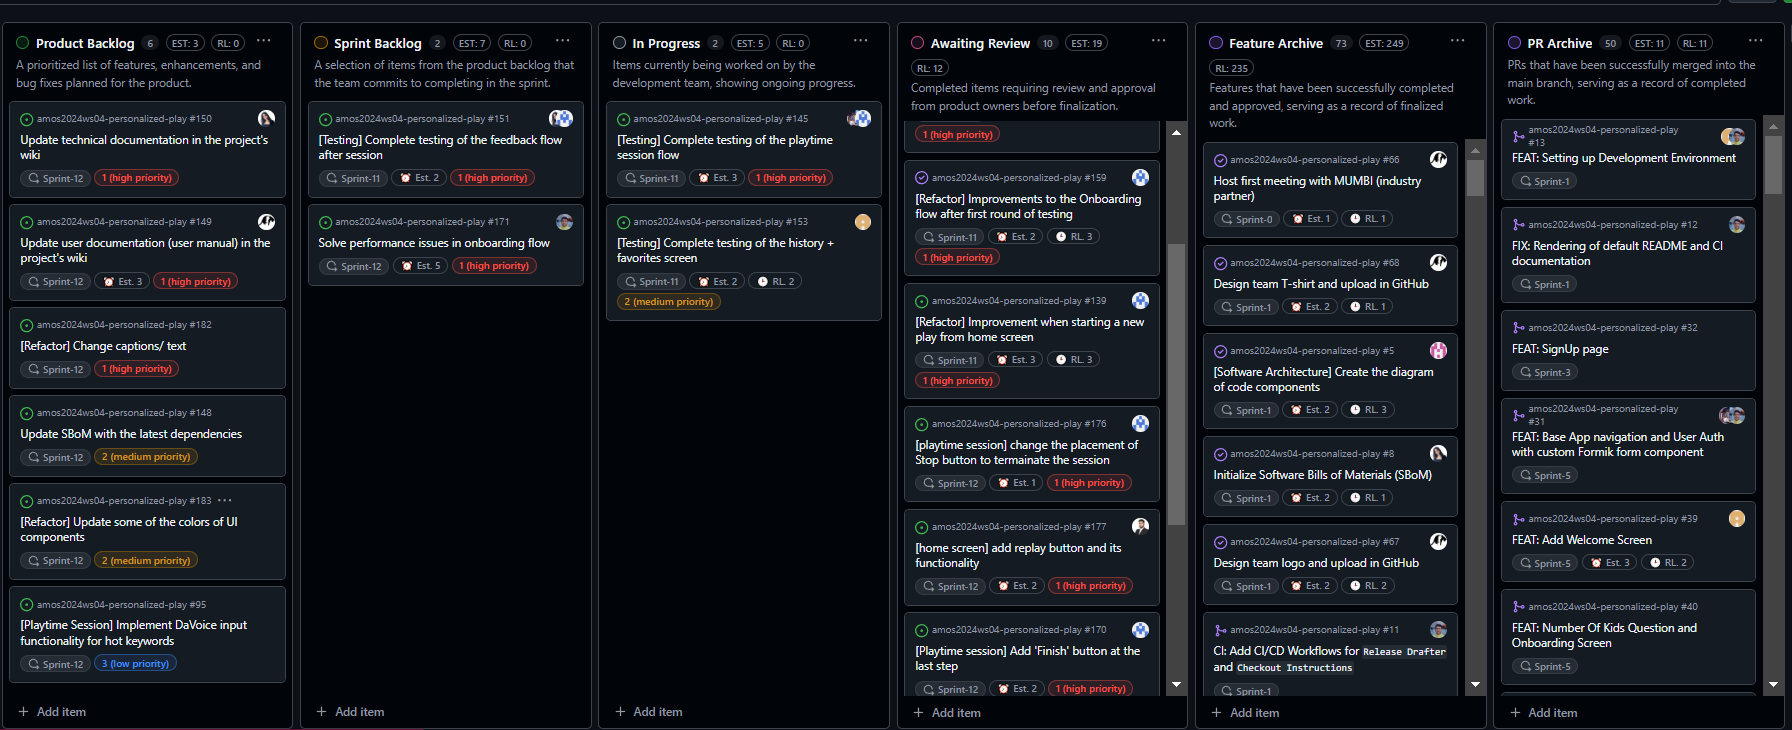 Product Backlog 6 EST: 3 RL: 0 ...
A prioritized list of features, enhancements, and
bug fixes planned for the product.
amos2024ws04-personalized-play #150
Update technical documentation in the project's
wiki
Sprint-12 1 (high priority)
amos2024ws04-personalized-play #149
Update user documentation (user manual) in the
project's wiki
Sprint-12 Est. 3 1 (high priority)
amos2024ws04-personalized-play #182
[Refactor] Change captions/ text
Sprint-12 1 (high priority)
amos2024ws04-personalized-play #148
Update SBoM with the latest dependencies
Sprint-12 2 (medium priority)
amos2024ws04-personalized-play #183 ...
[Refactor] Update some of the colors of UI
components
Sprint-12 2 (medium priority)
amos2024ws04-personalized-play #95
[Playtime Session] Implement DaVoice input
functionality for hot keywords
Sprint-12 3 (low priority)
+ Add item
Sprint Backlog 2 EST: 7 RL: 0 ...
A selection of items from the product backlog that
the team commits to completing in the sprint.
amos2024ws04-personalized-play #151
[Testing] Complete testing of the feedback flow
after session
Sprint-11 Est. 2 1 (high priority)
amos2024ws04-personalized-play #171
Solve performance issues in onboarding flow
Sprint-12 Est. 5 1 (high priority)
+ Add item
In Progress 2 EST: 5 RL: 0 ...
Items currently being worked on by the
development team, showing ongoing progress.
amos2024ws04-personalized-play #145
[Testing] Complete testing of the playtime
session flow
Sprint-11 Est. 3 1 (high priority)
amos2024ws04-personalized-play #153
[Testing] Complete testing of the history +
favorites screen
Sprint-11 Est. 2 RL. 2
2 (medium priority)
+ Add item
Awaiting Review 10 EST: 19 ...
RL: 12
Completed items requiring review and approval
from product owners before finalization.
1 (high priority)
amos2024ws04-personalized-play #159
[Refactor] Improvements to the Onboarding
flow after first round of testing
Sprint-11 Est. 2 RL. 3
1 (high priority)
amos2024ws04-personalized-play #139
[Refactor] Improvement when starting a new
play from home screen
Sprint-11 Est. 3 RL. 3
1 (high priority)
amos2024ws04-personalized-play #176
[playtime session] change the placement of
Stop button to termainate the session
Sprint-12 Est. 1 1 (high priority)
amos2024ws04-personalized-play #177
[home screen] add replay button and its
functionality
Sprint-12 Est. 2 1 (high priority)
amos2024ws04-personalized-play #170
[Playtime session] Add 'Finish' button at the
last step
Sprint-12 Est. 2 1 (high priority)
+ Add item
Feature Archive 73 EST: 249 ...
RL: 235
Features that have been successfully completed
and approved, serving as a record of finalized
work.
amos2024ws04-personalized-play #66
Host first meeting with MUMBI (industry
partner)
Sprint-0 Est. 1 RL. 1
amos2024ws04-personalized-play #68
Design team T-shirt and upload in GitHub
Sprint-1 Est. 2 RL. 1
amos2024ws04-personalized-play #5
[Software Architecture] Create the diagram
of code components
Sprint-1 Est. 2 RL. 3
amos2024ws04-personalized-play #8
Initialize Software Bills of Materials (SBoM)
Sprint-1 Est. 2 RL. 1
amos2024ws04-personalized-play #67
Design team logo and upload in GitHub
Sprint-1 Est. 2 RL. 2
amos2024ws04-personalized-play #11
CI: Add CI/CD Workflows for Release Drafter
and Checkout Instructions
Sprint-1
+ Add item
PR Archive 50 EST: 11 RL: 11 ...
PRs that have been successfully merged into the
main branch, serving as a record of completed
work.
amos2024ws04-personalized-play
#13
FEAT: Setting up Development Environment
Sprint-1
amos2024ws04-personalized-play #12
FIX: Rendering of default README and CI
documentation
Sprint-1
amos2024ws04-personalized-play #32
FEAT: SignUp page
Sprint-3
amos2024ws04-personalized-play
#31
FEAT: Base App navigation and User Auth
with custom Formik form component
Sprint-5
amos2024ws04-personalized-play #39
FEAT: Add Welcome Screen
Sprint-5 Est. 3 RL. 2
amos2024ws04-personalized-play #40
FEAT: Number Of Kids Question and
Onboarding Screen
Sprint-5
+ Add item